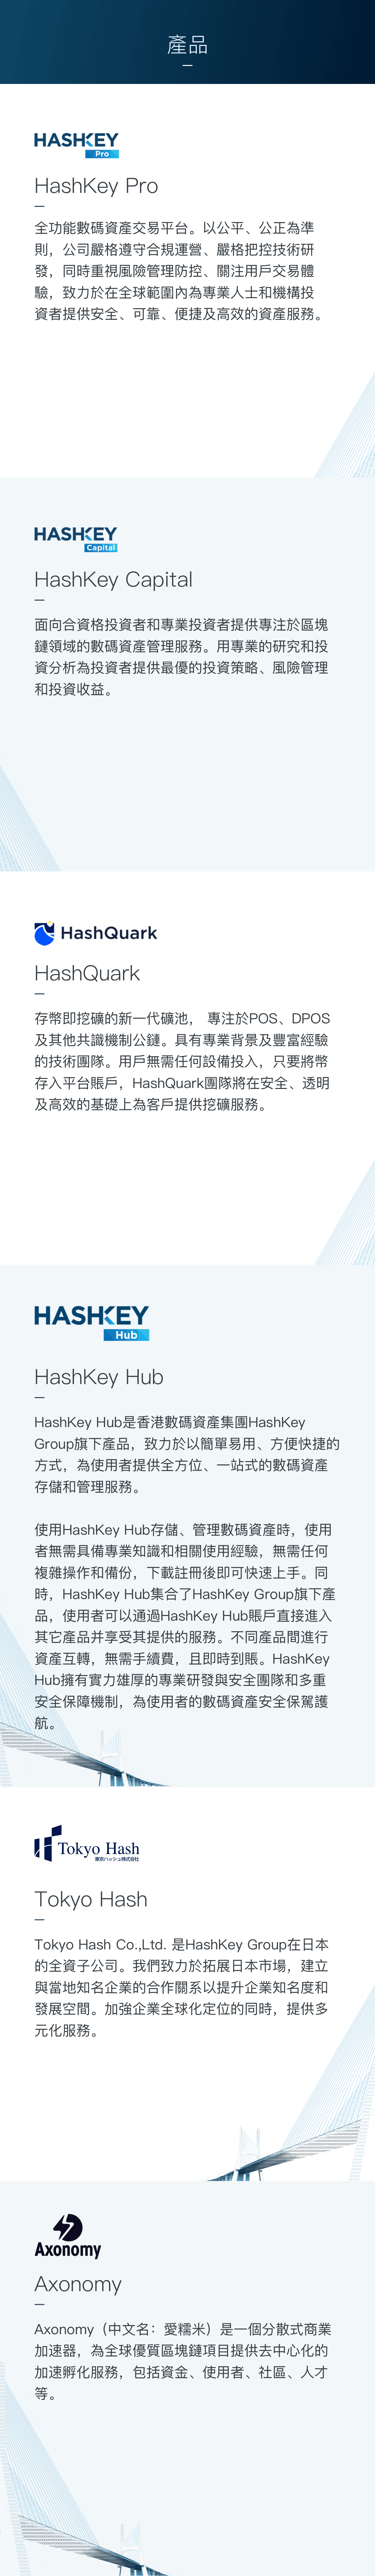 產品
HASHKEY
Pro
HashKey Pro
全功能數碼資產交易平台。以公平、公正為準
則，公司嚴格遵守合規運營、嚴格把控技術研
發，同時重視風險管理防控、關注用戶交易體
驗，致力於在全球範圍內為專業人士和機構投
資者提供安全、可靠、便捷及高效的資產服務。
HASHKEY
Capital
HashKey Capital
面向合資格投資者和專業投資者提供專注於區塊
鏈領域的數碼資產管理服務。用專業的研究和投
資分析為投資者提供最優的投資策略、風險管理
和投資收益。
HashQuark
HashQuark
存幣即挖礦的新一代礦池， 專注於POS、DPOS
及其他共識機制公鏈。具有專業背景及豐富經驗
的技術團隊。用戶無需任何設備投入，只要將幣
存入平台賬戶，HashQuark團隊將在安全、透明
及高效的基礎上為客戶提供挖礦服務。
HASHKEY
Hub
HashKey Hub
HashKey Hub是香港數碼資產集團HashKey
Group旗下產品，致力於以簡單易用、方便快捷的
方式，為使用者提供全方位、一站式的數碼資產
存儲和管理服務。
使用HashKey Hub存儲、管理數碼資產時，使用
者無需具備專業知識和相關使用經驗，無需任何
複雜操作和備份，下載註冊後即可快速上手。同
時，HashKey Hub集合了HashKey Group旗下產
品，使用者可以通過HashKey Hub賬戶直接進入
其它產品并享受其提供的服務。不同產品間進行
資產互轉，無需手續費，且即時到賬。HashKey
Hub擁有實力雄厚的專業研發與安全團隊和多重
安全保障機制，為使用者的數碼資產安全保駕護
航。
Tokyo Hash
東京ハッシュ株式会社
Tokyo Hash
Tokyo Hash Co.,Ltd. 是HashKey Group在日本
的全資子公司。我們致力於拓展日本市場，建立
與當地知名企業的合作關系以提升企業知名度和
發展空間。加強企業全球化定位的同時，提供多
元化服務。
Axonomy
Axonomy
Axonomy（中文名：愛糯米）是一個分散式商業
加速器，為全球優質區塊鏈項目提供去中心化的
加速孵化服務，包括資金、使用者、社區、人才
等。